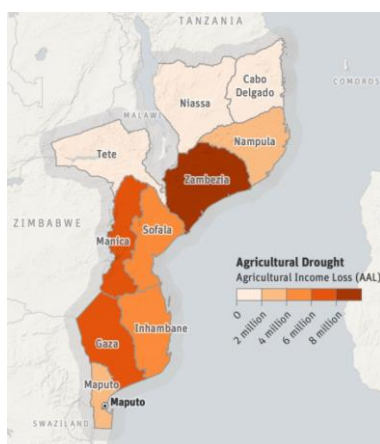 TANZANIA
COMOROS
Cabo
Delgado
Niassa
MALAWI
Nampula
Tete
Zambezia
ZIMBABWE
Manica
Sofala
Agricultural Drought
Agricultural Income Loss (AAL)
0
2 million
4 million
6 million
8 million
Inhambane
Gaza
Maputo
Maputo
SWAZILAND